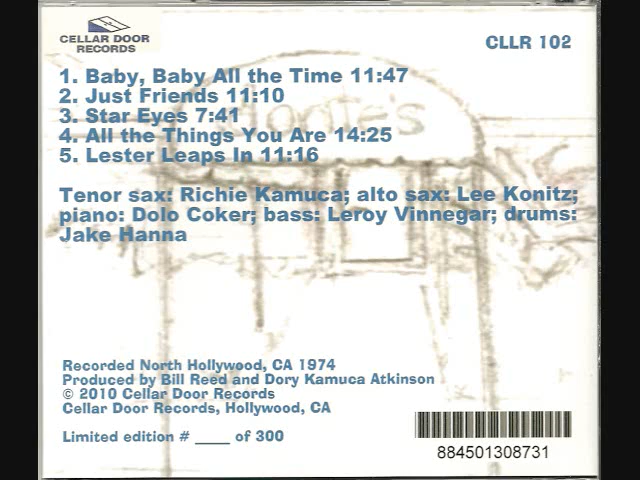 CELLAR DOOR
RECORDS
CLLR 102
1. Baby, Baby All the Time 11:47
2. Just Friends 11:10
3. Star Eyes 7:41
4. All the Things You Are 14:25
5. Lester Leaps In 11:16
Tenor sax: Richie Kamuca; alto sax: Lee Konitz;
piano: Dolo Coker; bass: Leroy Vinnegar; drums:
Jake Hanna
Recorded North Hollywood, CA 1974
Produced by Bill Reed and Dory Kamuca Atkinson
© 2010 Cellar Door Records
Cellar Door Records, Hollywood, CA
Limited edition # ____ of 300
884501308731